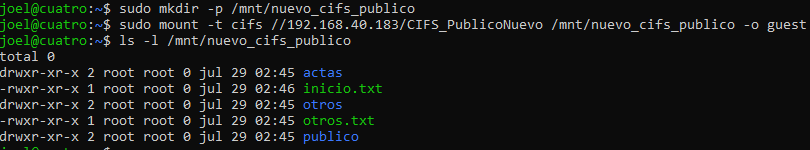 joel@cuatro:~$ sudo mkdir -p /mnt/nuevo_cifs_publico
joel@cuatro:~$ sudo mount -t cifs //192.168.40.183/CIFS_PublicoNuevo /mnt/nuevo_cifs_publico -o guest
joel@cuatro:~$ ls -l /mnt/nuevo_cifs_publico
total 0
drwxr-xr-x 2 root root 0 jul 29 02:45 actas
-rwxr-xr-x 1 root root 0 jul 29 02:46 inicio.txt
drwxr-xr-x 2 root root 0 jul 29 02:45 otros
-rwxr-xr-x 1 root root 0 jul 29 02:45 otros.txt
drwxr-xr-x 2 root root 0 jul 29 02:45 publico
joel@cuatro:~$